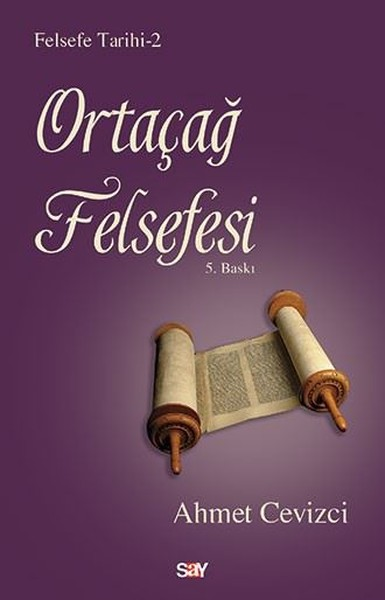 Felsefe Tarihi-2
Ortaçağ
Felsefesi
5. Baskı
Ahmet Cevizci
say